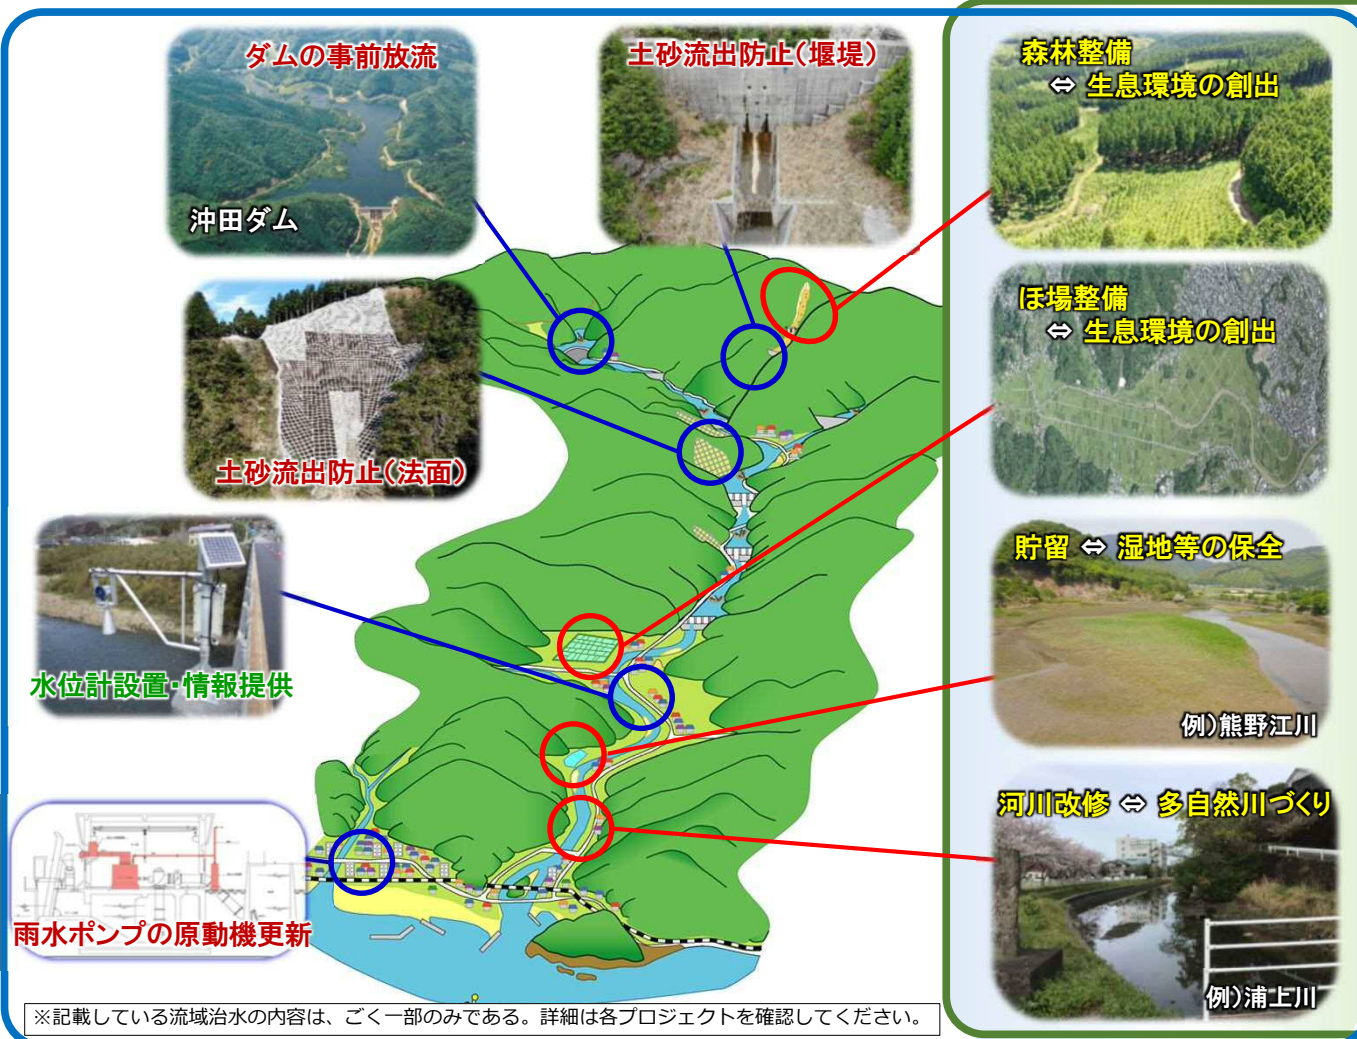 ダムの事前放流
沖田ダム
土砂流出防止(堰堤)
土砂流出防止(法面)
水位計設置・情報提供
雨水ポンプの原動機更新
森林整備
⇔ 生息環境の創出
ほ場整備
⇔ 生息環境の創出
貯留 ⇔ 湿地等の保全
例)熊野江川
河川改修 ⇔ 多自然川づくり
例)浦上川
※記載している流域治水の内容は、ごく一部のみである。詳細は各プロジェクトを確認してください。